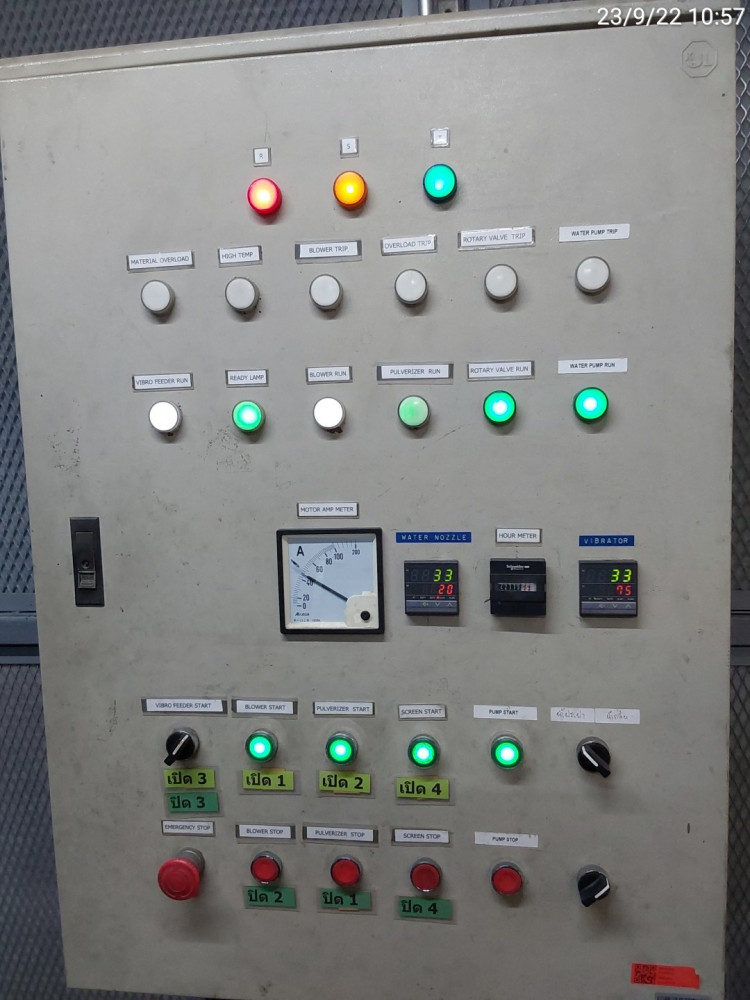 23/9/22 10:57
R
S
MATERIAL OVERLOAD
HIGH TEMP
BLOWER TRIP
OVERLOAD TRIP
ROTARY VALVE TRIP
WATER PUMP TRIP
VIBRO FEEDER RUN
READY LAMP
BLOWER RUN
PULVERIZER RUN
ROTARY VALVE RUN
WATER PUMP RUN
MOTOR AMP METER
WATER NOZZLE
HOUR METER
VIBRATOR
A
0
20
40
60
80
100
200
33
20
33
75
VIBRO FEEDER START
BLOWER START
PULVERIZER START
SCREEN START
PUMP START
เปิด 3
เปิด 1
เปิด 2
เปิด 4
ปิด 3
EMERGENCY STOP
BLOWER STOP
PULVERIZER STOP
SCREEN STOP
PUMP STOP
ปิด 2
ปิด 1
ปิด 4